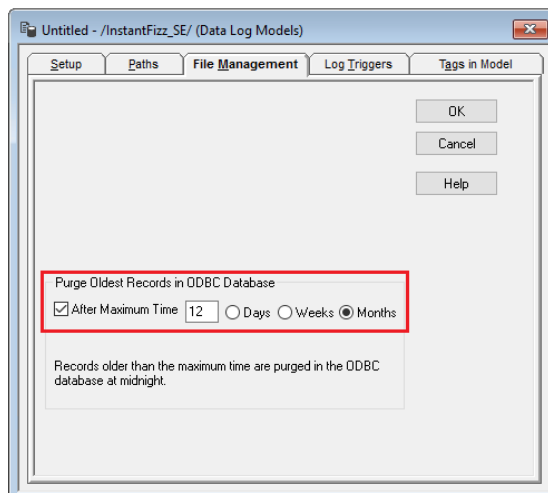 Untitled - /InstantFizz_SE/ (Data Log Models)
Setup Paths File Management Log Triggers Tags in Model
OK
Cancel
Help
Purge Oldest Records in ODBC Database
After Maximum Time 12 Days Weeks Months
Records older than the maximum time are purged in the ODBC
database at midnight.